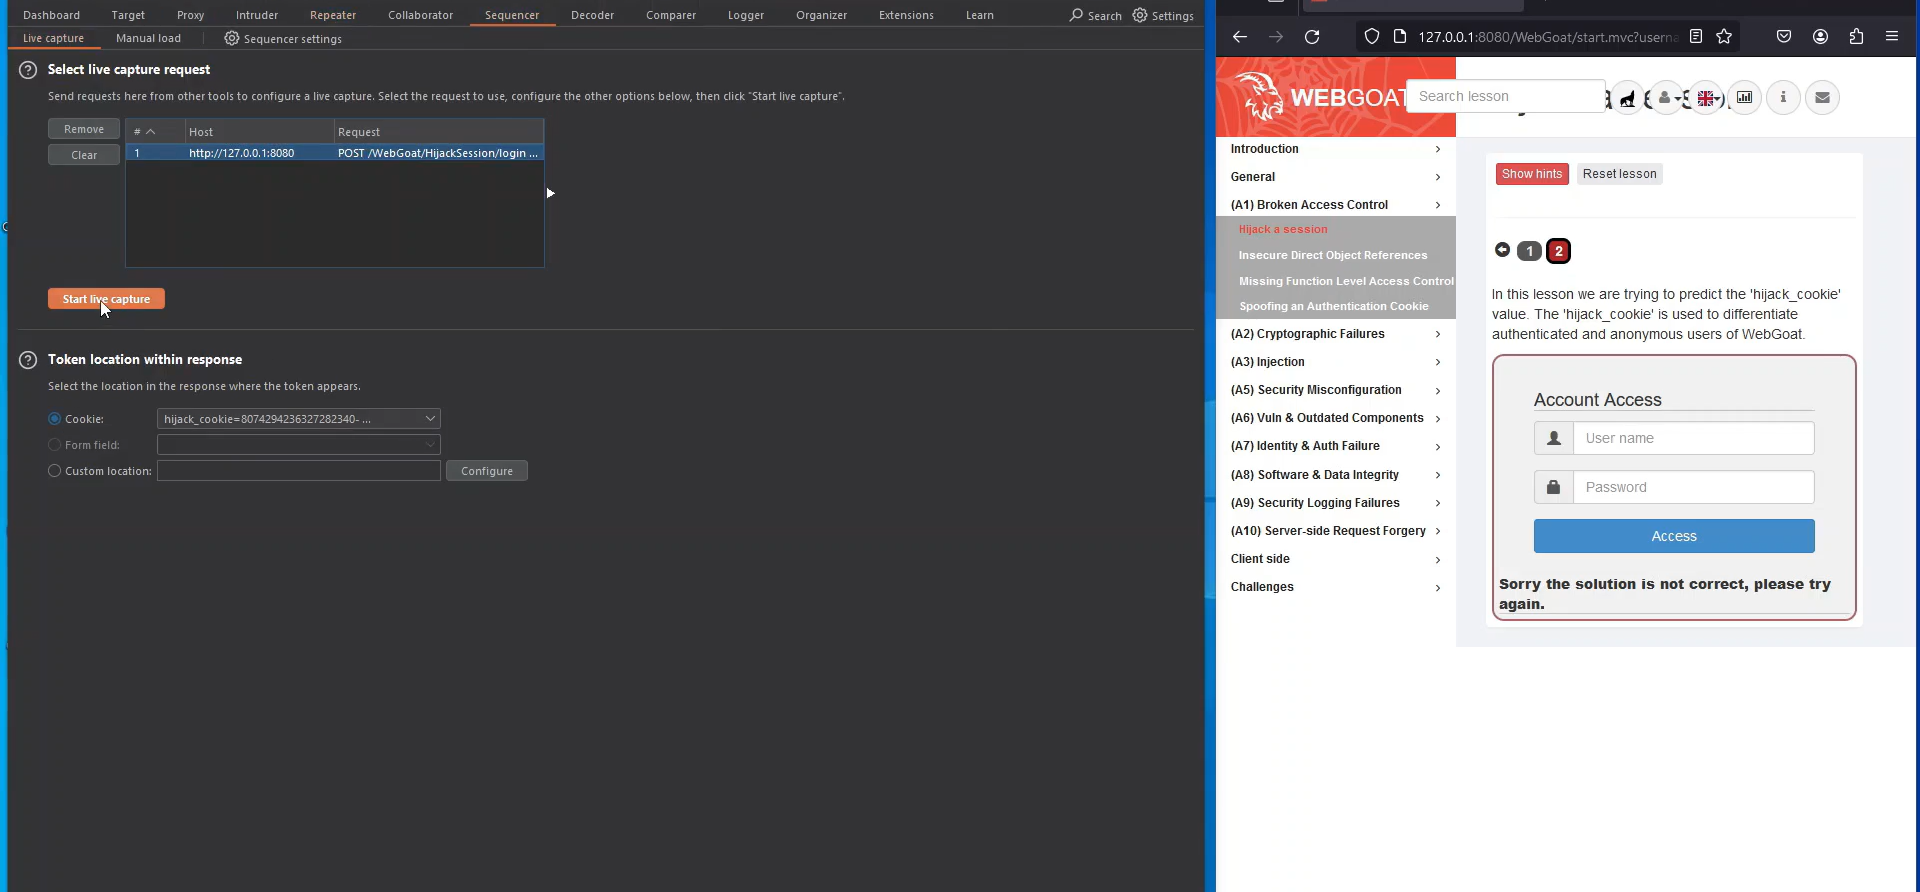 Dashboard Target Proxy Intruder Repeater Collaborator Sequencer Decoder Comparer Logger Organizer Extensions Learn Search Settings
Live capture Manual load Sequencer settings
Select live capture request
Send requests here from other tools to configure a live capture. Select the request to use, configure the other options below, then click "Start live capture".
Remove
Clear
# Host Request
1 http://127.0.0.1:8080 POST /WebGoat/HijackSession/login ...
Start live capture
Token location within response
Select the location in the response where the token appears.
Cookie: hijack_cookie=8074294236327282340- ...
Form field:
Custom location: Configure
127.0.0.1:8080/WebGoat/start.mvc?userna
WEBGOAT
Search lesson
Introduction
General
(A1) Broken Access Control
Hijack a session
Insecure Direct Object References
Missing Function Level Access Control
Spoofing an Authentication Cookie
(A2) Cryptographic Failures
(A3) Injection
(A5) Security Misconfiguration
(A6) Vuln & Outdated Components
(A7) Identity & Auth Failure
(A8) Software & Data Integrity
(A9) Security Logging Failures
(A10) Server-side Request Forgery
Client side
Challenges
Show hints Reset lesson
1 2
In this lesson we are trying to predict the 'hijack_cookie'
value. The 'hijack_cookie' is used to differentiate
authenticated and anonymous users of WebGoat.
Account Access
User name
Password
Access
Sorry the solution is not correct, please try
again.